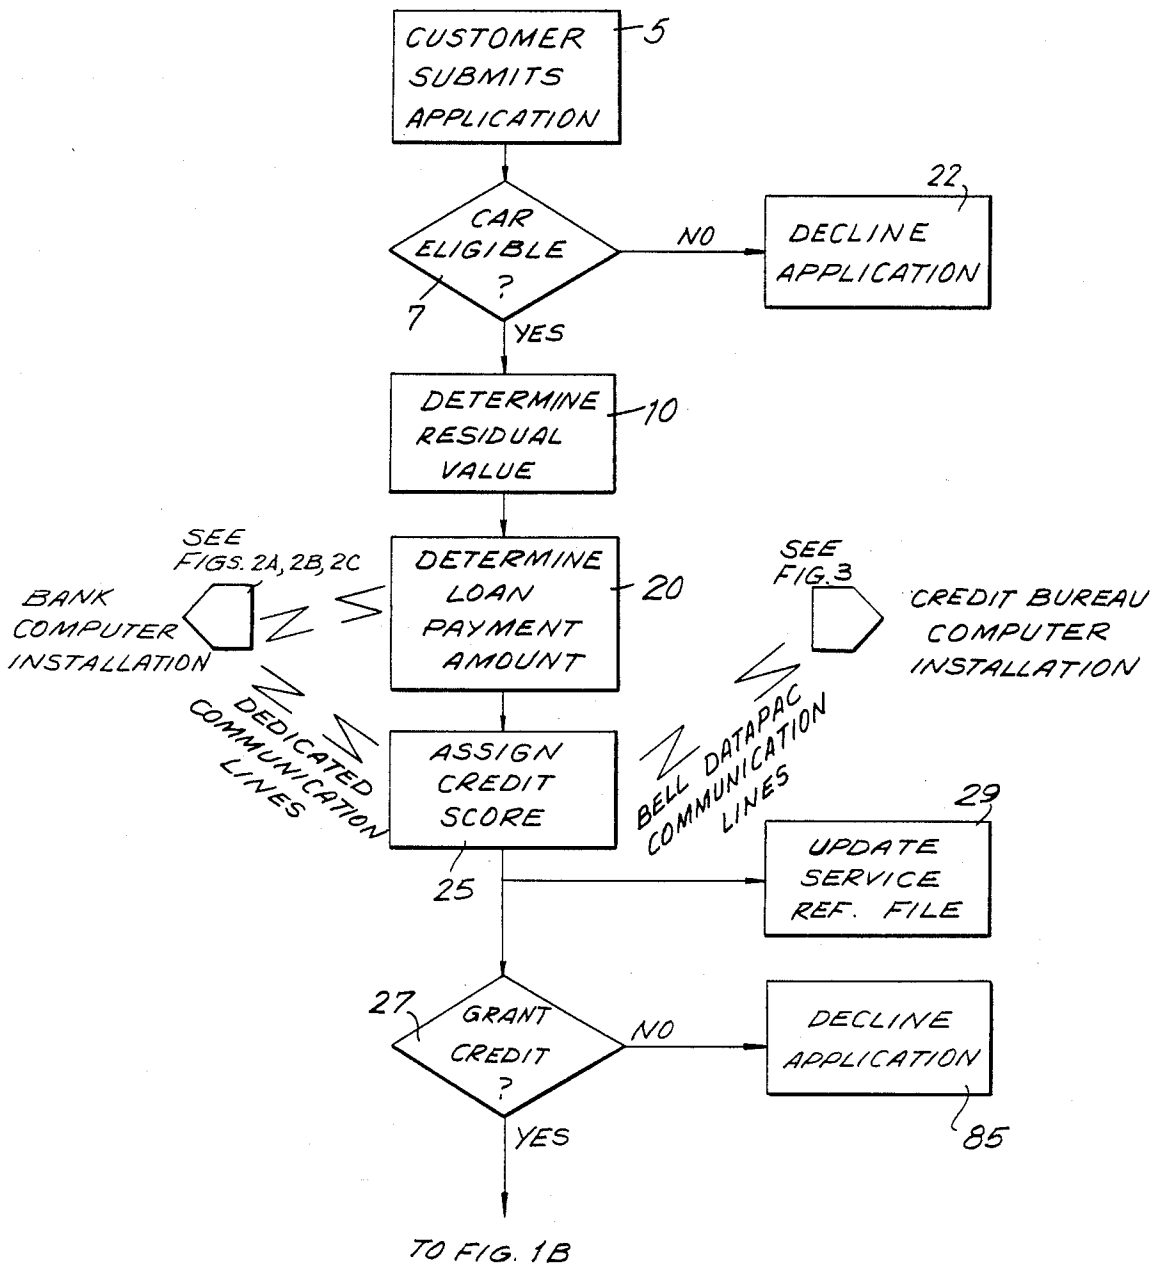 5
CUSTOMER
SUBMITS
APPLICATION
CAR
ELIGIBLE
?
7
NO
22
DECLINE
APPLICATION
YES
DETERMINE
RESIDUAL
VALUE
10
SEE
FIGS. 2A, 2B, 2C
BANK
COMPUTER
INSTALLATION
DETERMINE
LOAN
PAYMENT
AMOUNT
20
SEE
FIG. 3
CREDIT BUREAU
COMPUTER
INSTALLATION
DEDICATED
COMMUNICATION
LINES
ASSIGN
CREDIT
SCORE
25
BELL DATAPAC
COMMUNICATION
LINES
29
UPDATE
SERVICE
REF. FILE
27
GRANT
CREDIT
?
NO
DECLINE
APPLICATION
85
YES
TO FIG. 1B